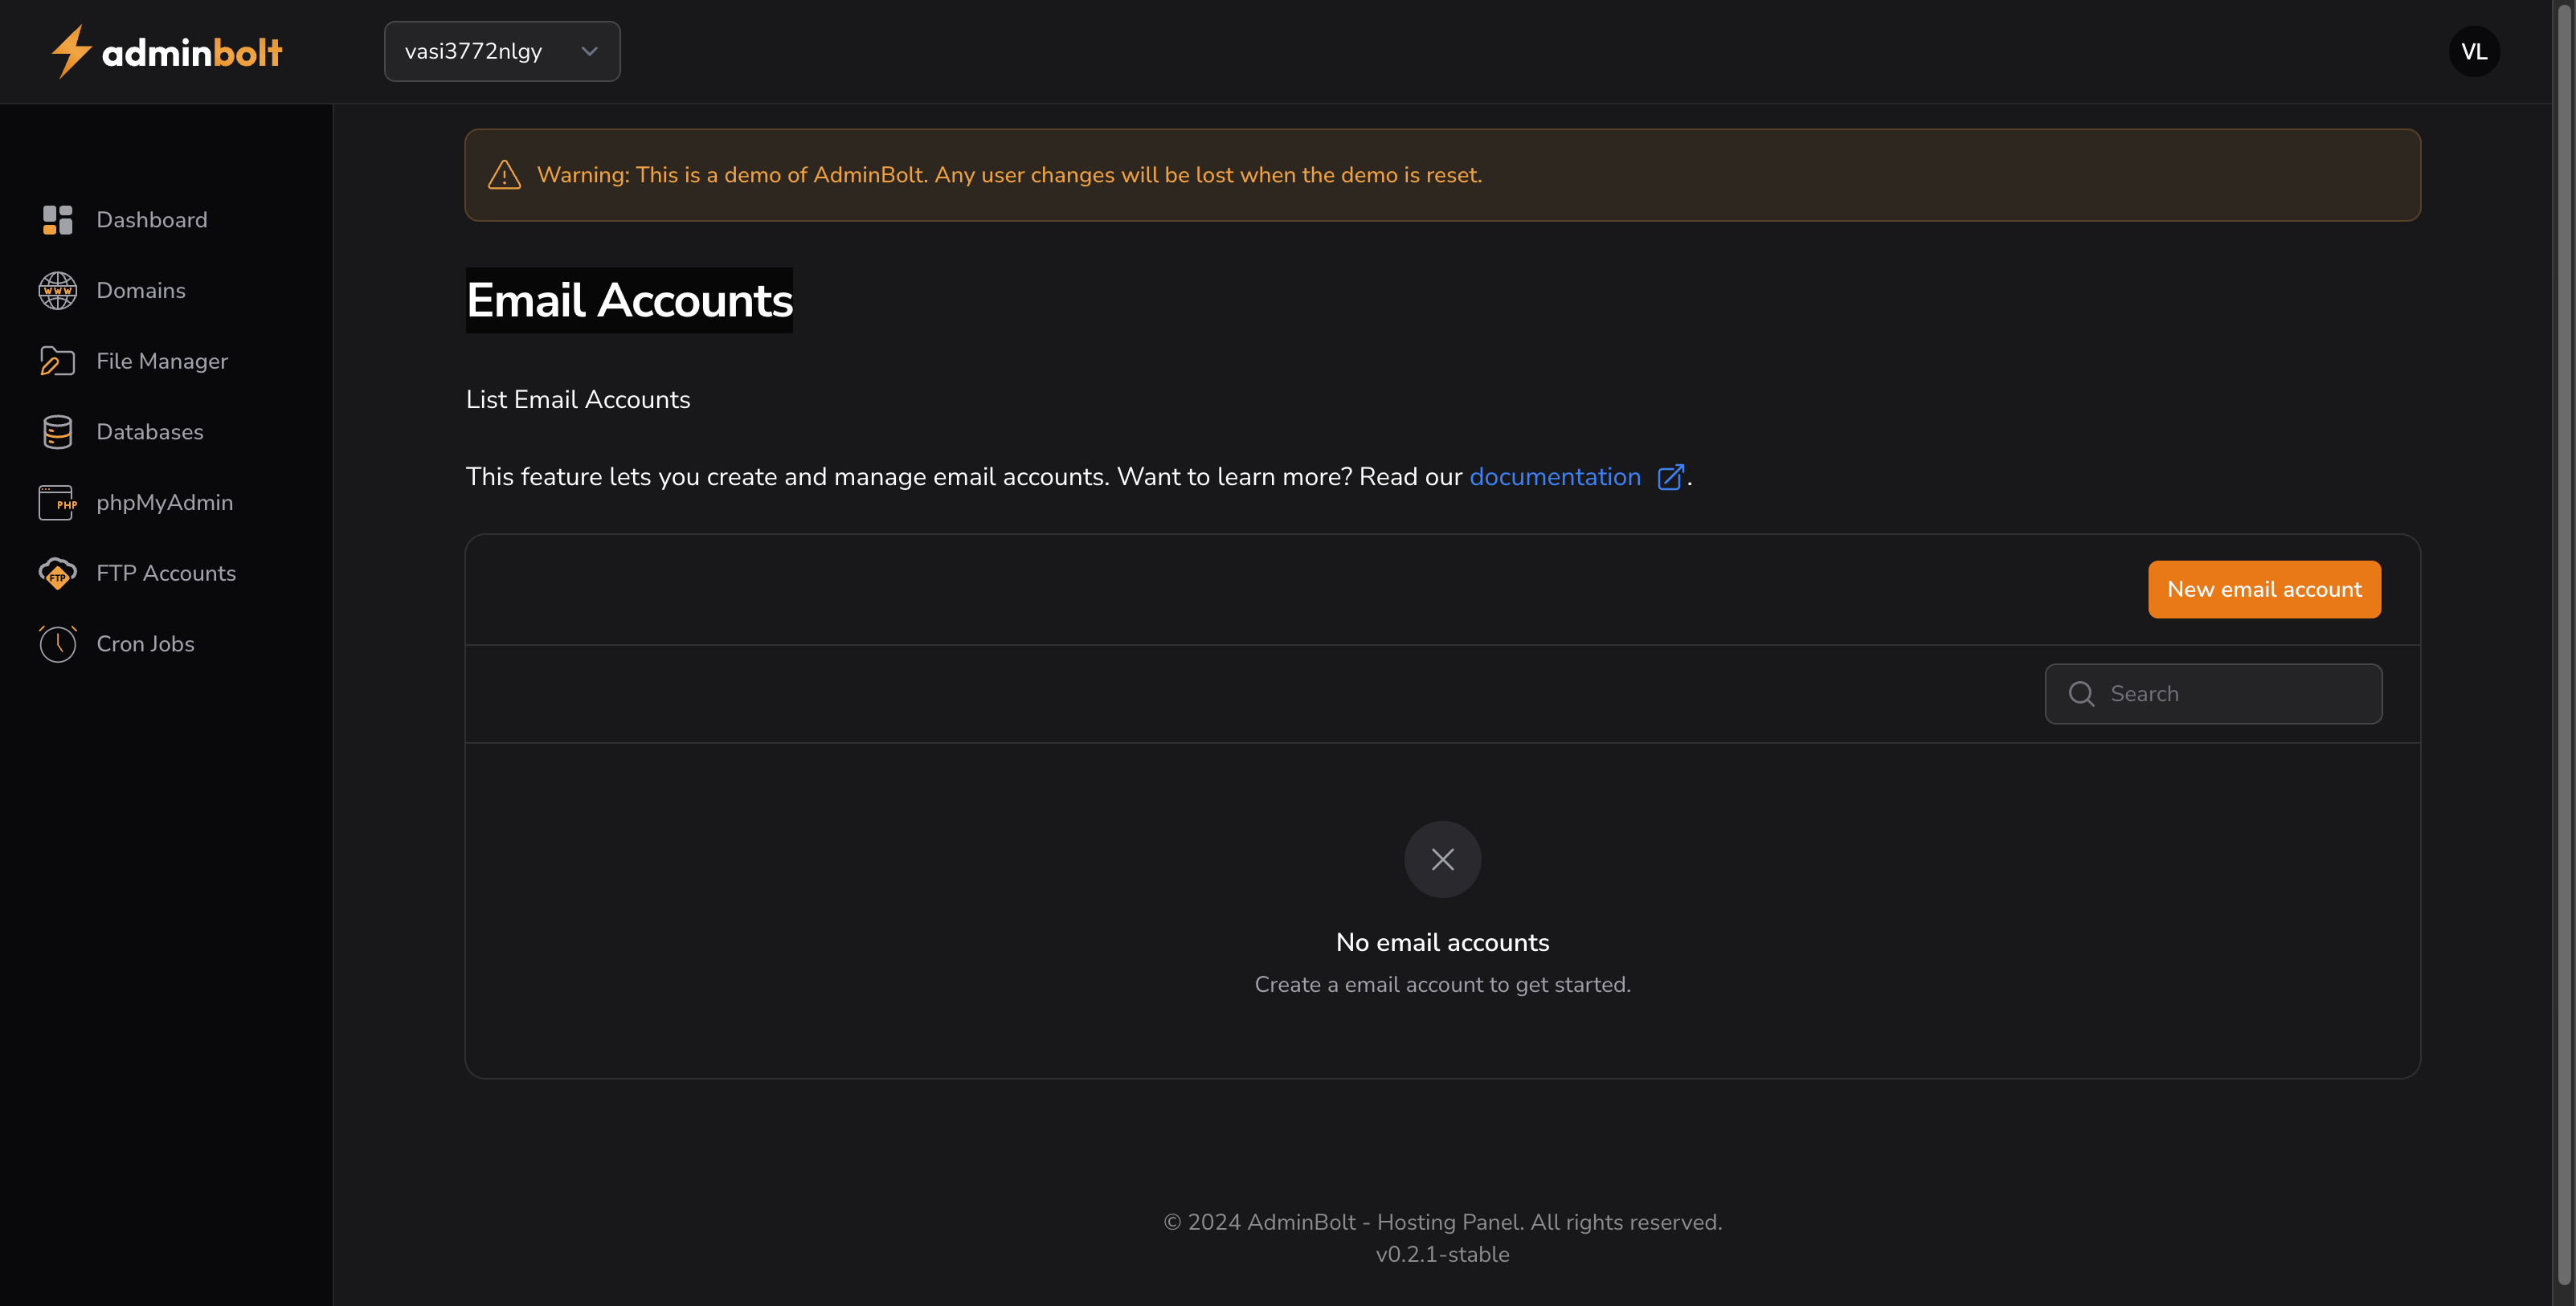 adminbolt
vasi3772nlgy
VL
Warning: This is a demo of AdminBolt. Any user changes will be lost when the demo is reset.
Dashboard
WWW Domains
File Manager
Databases
PHP phpMyAdmin
FTP FTP Accounts
Cron Jobs
Email Accounts
List Email Accounts
This feature lets you create and manage email accounts. Want to learn more? Read our documentation .
New email account
Search
No email accounts
Create a email account to get started.
© 2024 AdminBolt - Hosting Panel. All rights reserved.
v0.2.1-stable